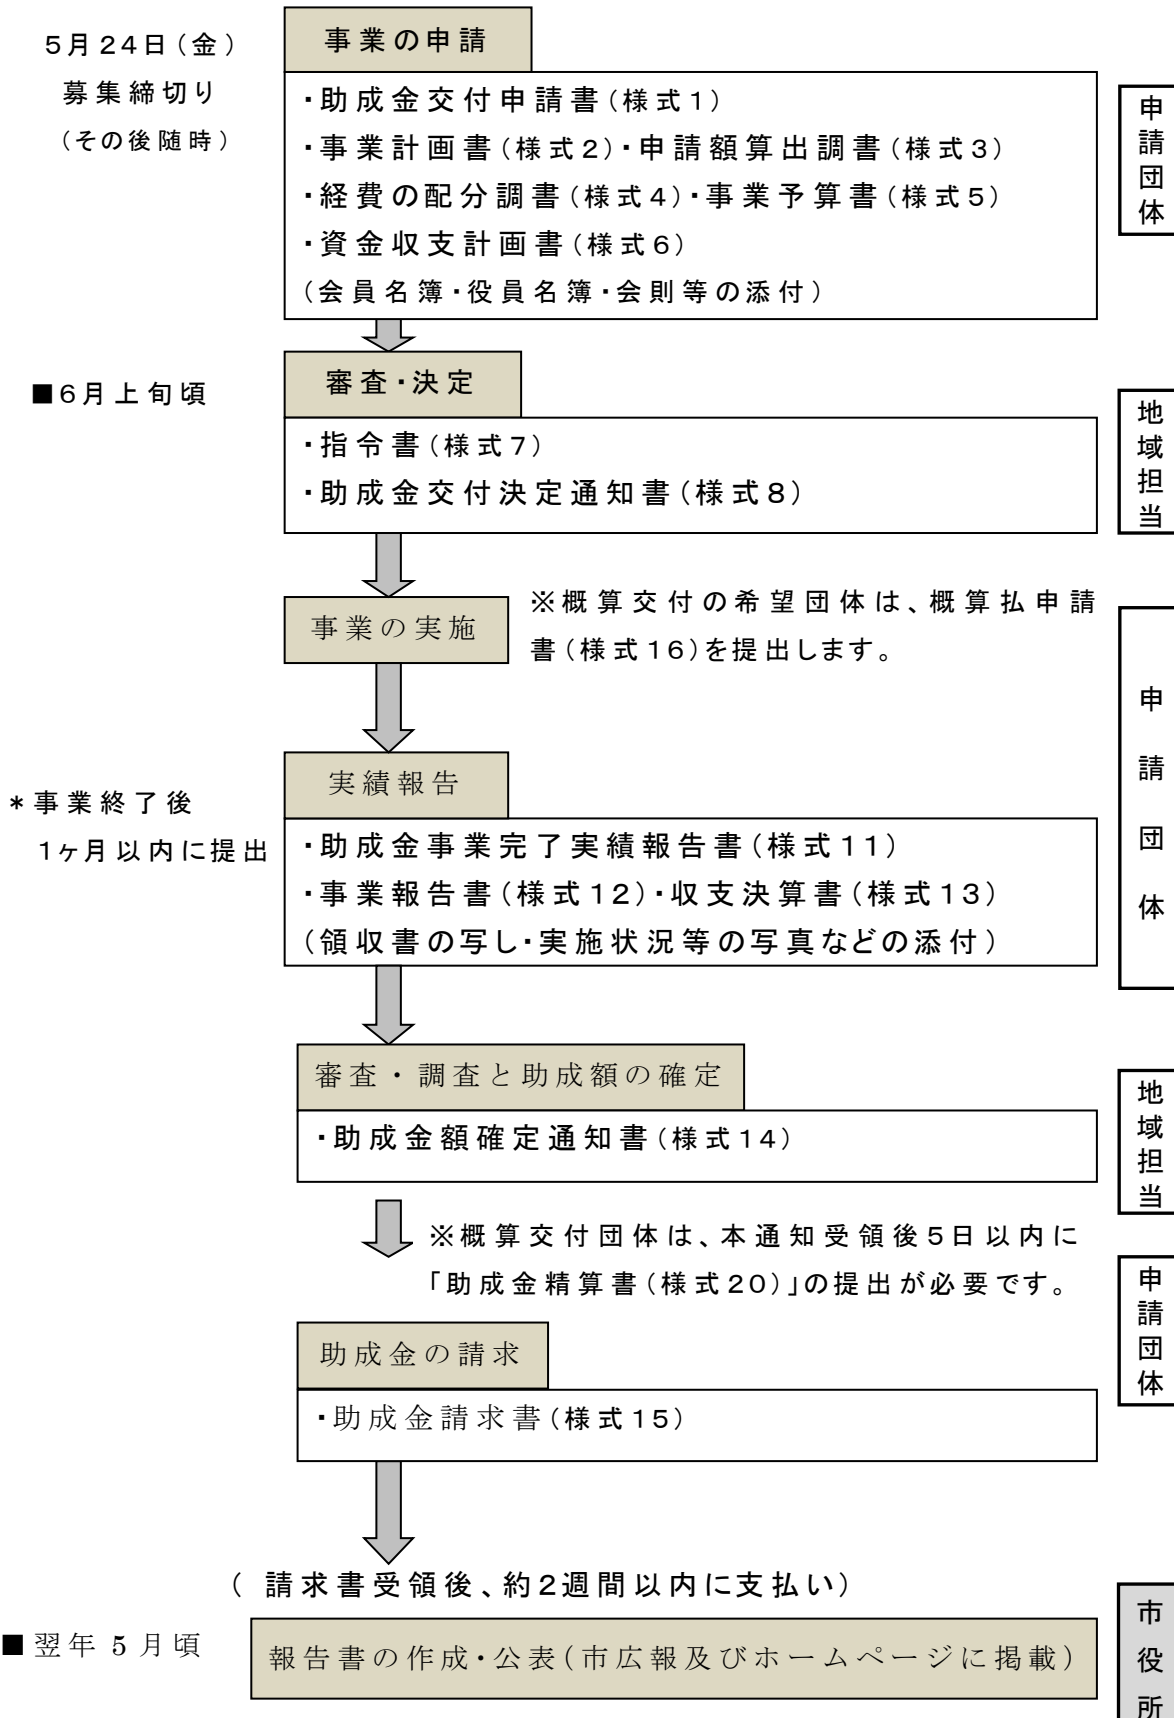 5月24日(金)
募集締切り
(その後随時)
事業の申請
・助成金交付申請書(様式1)
・事業計画書(様式2)・申請額算出調書(様式3)
・経費の配分調書(様式4)・事業予算書(様式5)
・資金収支計画書(様式6)
(会員名簿・役員名簿・会則等の添付)
申請団体
■6月上旬頃
審査・決定
・指令書(様式7)
・助成金交付決定通知書(様式8)
地域担当
事業の実施
※概算交付の希望団体は、概算払申請
書(様式16)を提出します。
申請団体
*事業終了後
1ヶ月以内に提出
実績報告
・助成金事業完了実績報告書(様式11)
・事業報告書(様式12)・収支決算書(様式13)
(領収書の写し・実施状況等の写真などの添付)
審査・調査と助成額の確定
・助成金額確定通知書(様式14)
地域担当
※概算交付団体は、本通知受領後5日以内に
「助成金精算書(様式20)」の提出が必要です。
申請団体
助成金の請求
・助成金請求書(様式15)
( 請求書受領後、約2週間以内に支払い)
■翌年 5 月頃
報告書の作成・公表(市広報及びホームページに掲載)
市役所